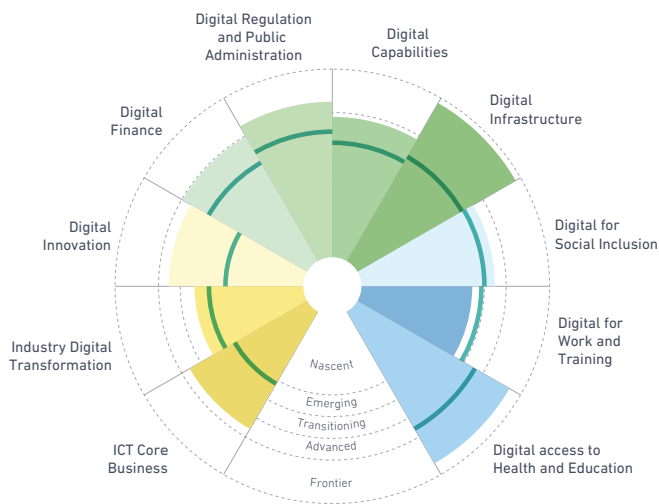 Digital Regulation
and Public
Administration
Digital
Capabilities
Digital
Finance
Digital
Infrastructure
Digital
Innovation
Digital for
Social Inclusion
Industry Digital
Transformation
Digital for
Work and
Training
Nascent
Emerging
Transitioning
Advanced
Frontier
ICT Core
Business
Digital access to
Health and Education